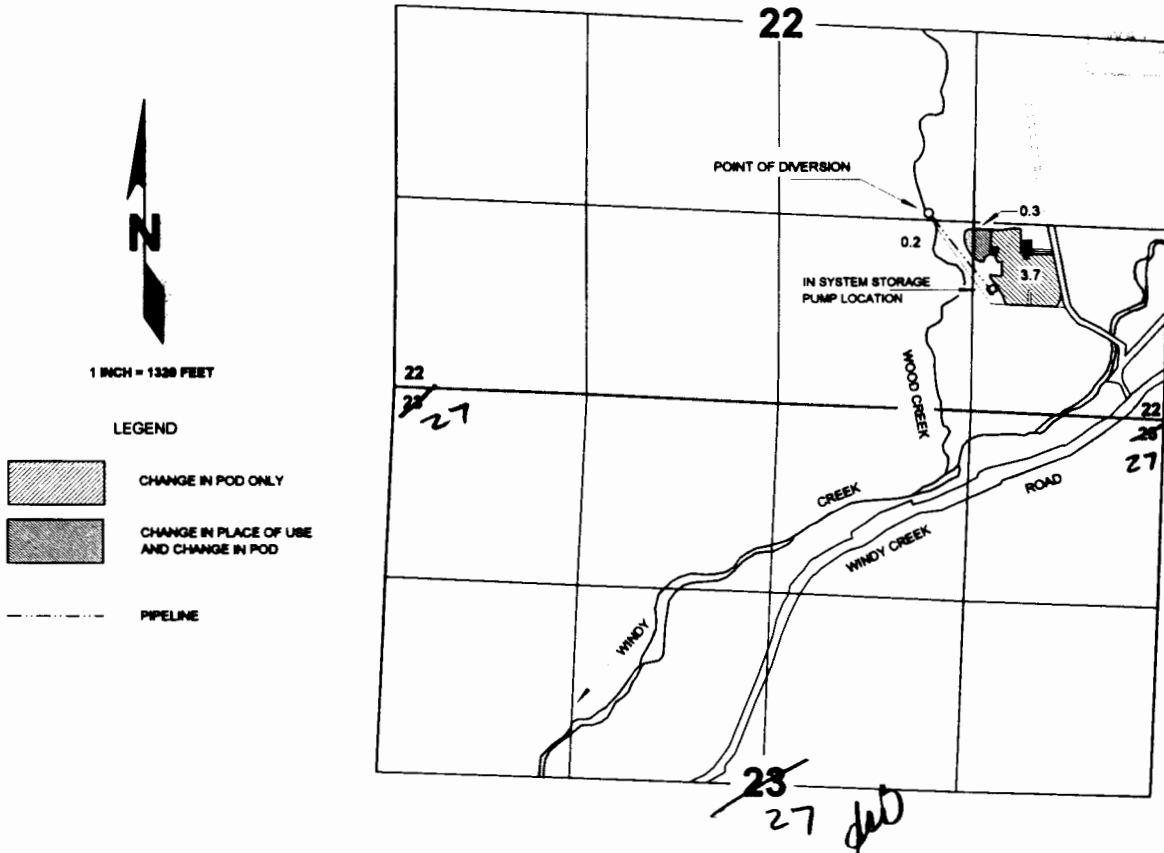 22
POINT OF DIVERSION
0.3
0.2
N
IN SYSTEM STORAGE
PUMP LOCATION
3.7
1 INCH = 1320 FEET
WOOD CREEK
22
23
27
22
27
LEGEND
CHANGE IN POD ONLY
CREEK
ROAD
CHANGE IN PLACE OF USE
AND CHANGE IN POD
WINDY CREEK
PIPELINE
WINDY
23
27